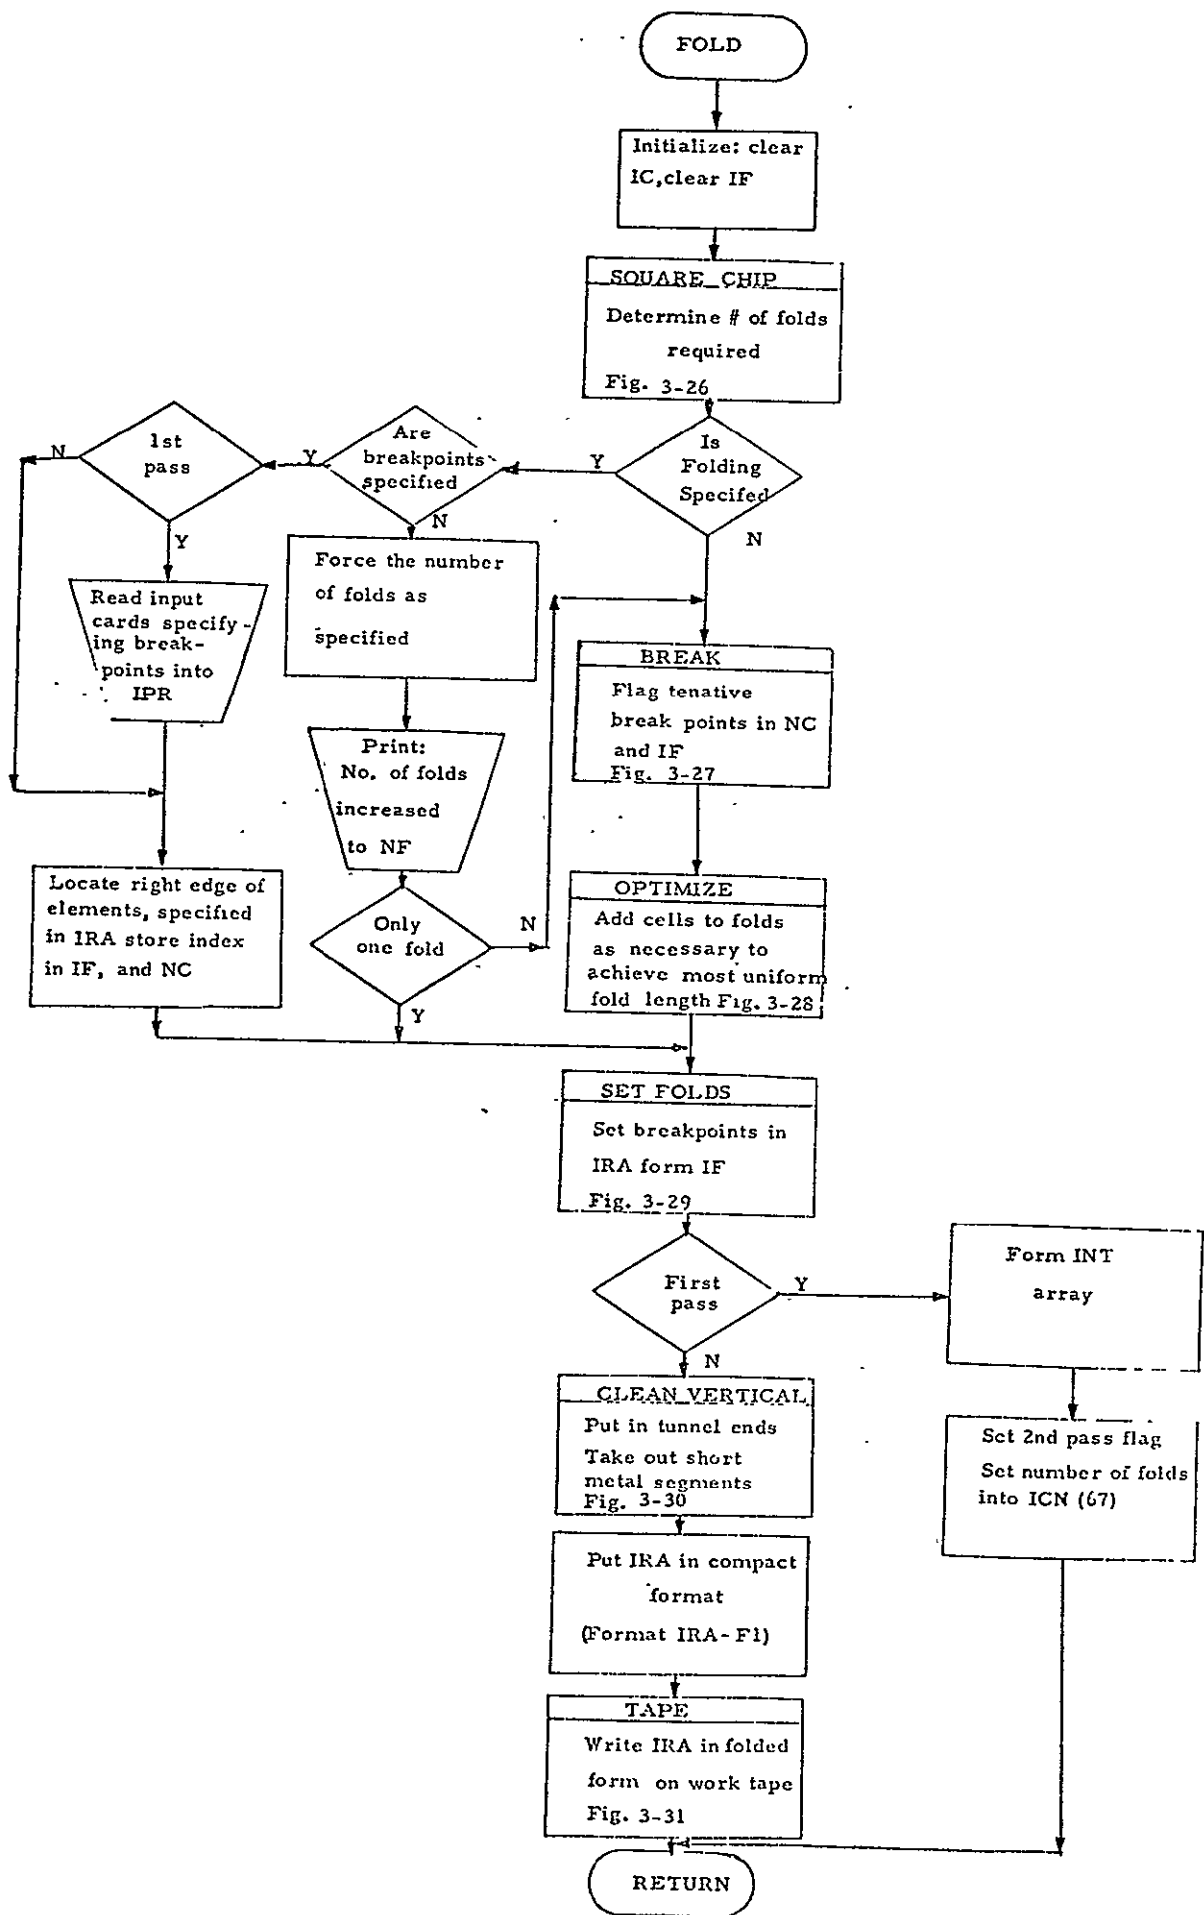 FOLD
Initialize: clear
IC,clear IF
SQUARE_CHIP
Determine # of folds
required
Fig. 3-26
Is
Folding
Specifed
Y
N
Are
breakpoints
specified
Y
N
1st
pass
N
Y
Read input
cards specify-
ing break-
points into
IPR
Force the number
of folds as
specified
Print:
No. of folds
increased
to NF
Only
one fold
N
Y
Locate right edge of
elements, specified
in IRA store index
in IF, and NC
BREAK
Flag tenative
break points in NC
and IF
Fig. 3-27
OPTIMIZE
Add cells to folds
as necessary to
achieve most uniform
fold length Fig. 3-28
SET FOLDS
Set breakpoints in
IRA form IF
Fig. 3-29
First
pass
Y
N
Form INT
array
Set 2nd pass flag
Set number of folds
into ICN (67)
CLEAN_VERTICAL
Put in tunnel ends
Take out short
metal segments
Fig. 3-30
Put IRA in compact
format
(Format IRA-F1)
TAPE
Write IRA in folded
form on work tape
Fig. 3-31
RETURN